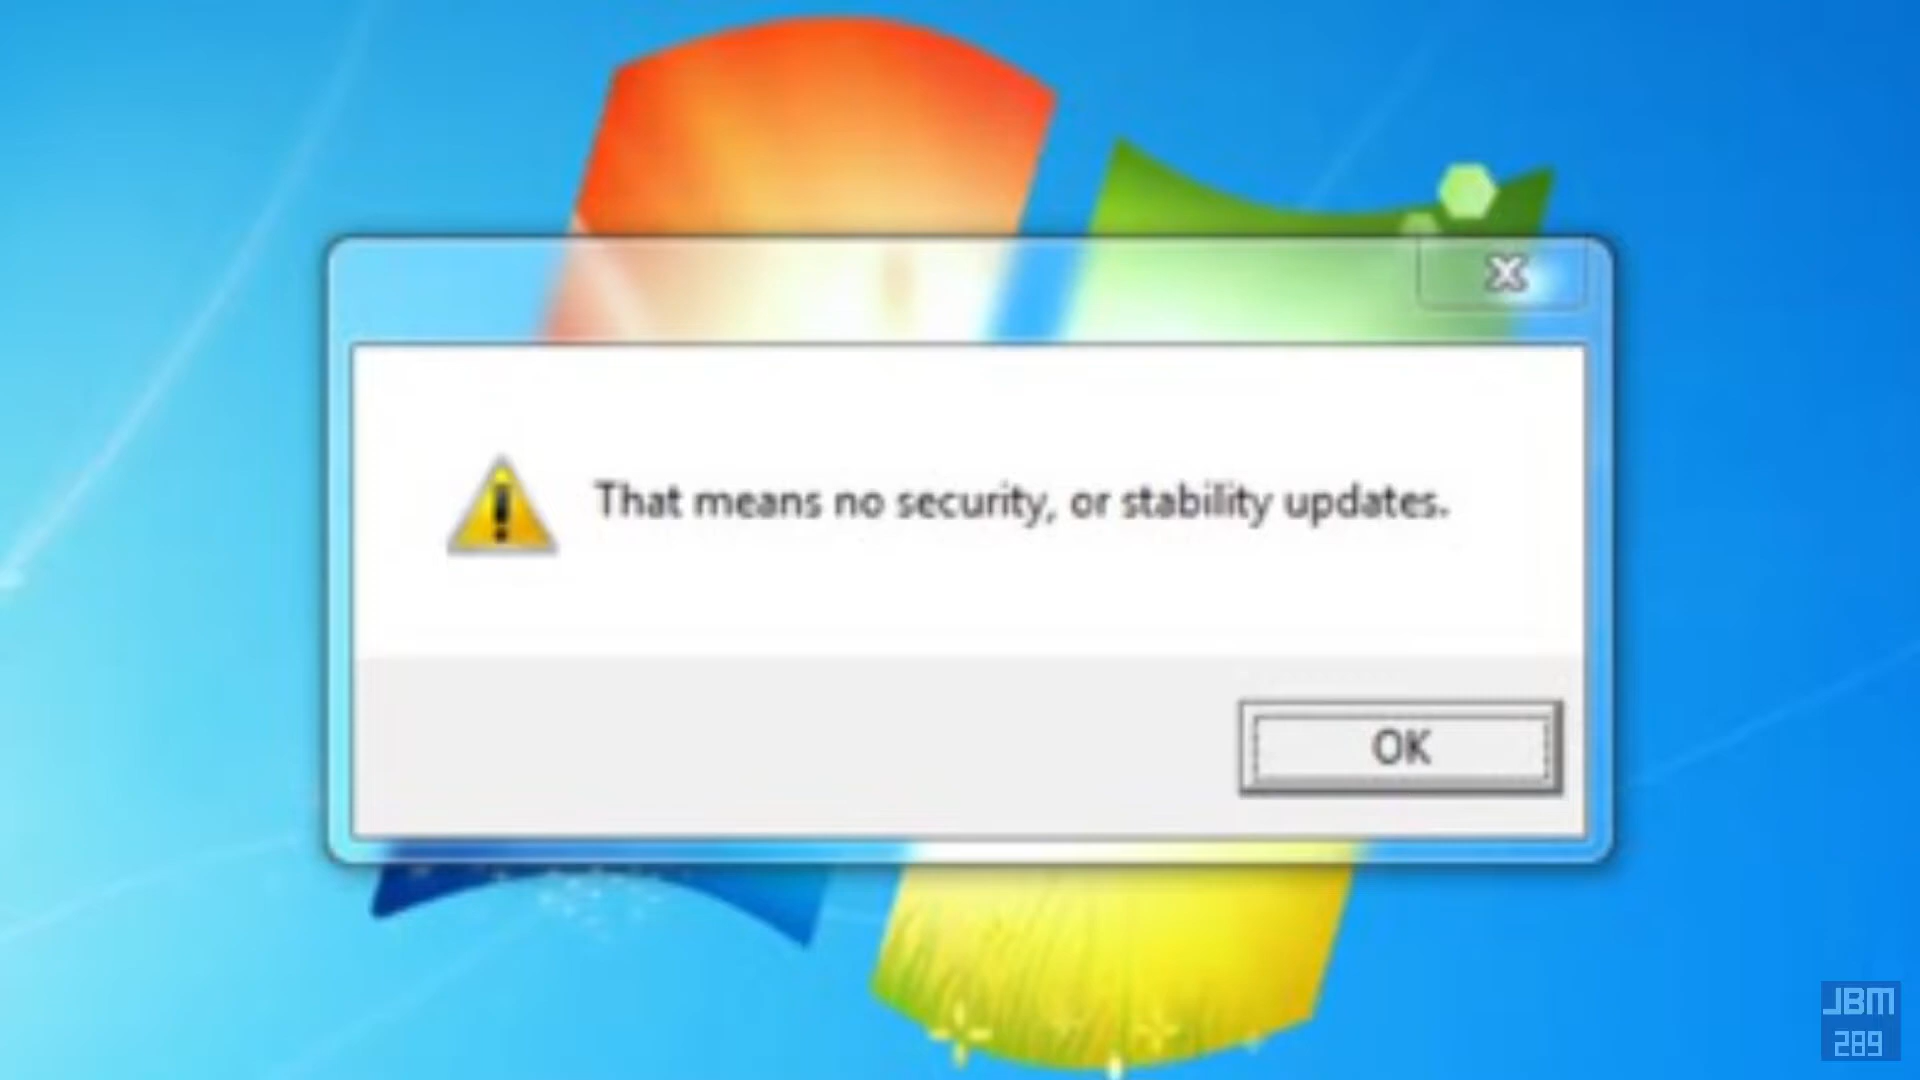 That means no security, or stability updates.
OK
JBM
289